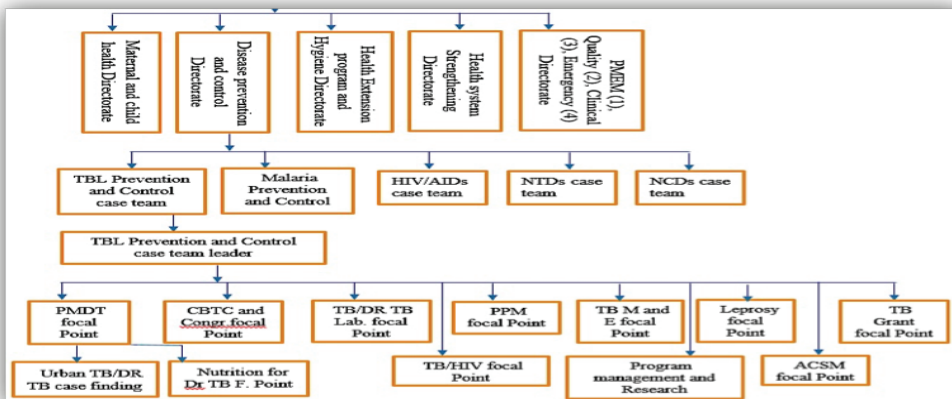 Maternal and child
health Directorate
Disease prevention
and control
Directorate
Health Extension
program and
Hygiene Directorate
Health system
Strengthening
Directorate
PMEM (1),
Quality (2), Clinical
(3), Emergency (4)
Directorate
TBL Prevention
and Control
case team
Malaria
Prevention
and Control
HIV/AIDs
case team
NTDs case
team
NCDs case
team
TBL Prevention and Control
case team leader
PMDT
focal
Point
CBTC and
Congr focal
Point
TB/DR TB
Lab. focal
Point
PPM
focal Point
TB M and
E focal
Point
Leprosy
focal
Point
TB
Grant
focal Point
Urban TB/DR
TB case finding
Nutrition for
Dr TB F. Point
TB/HIV focal
Point
Program
management and
Research
ACSM
focal Point